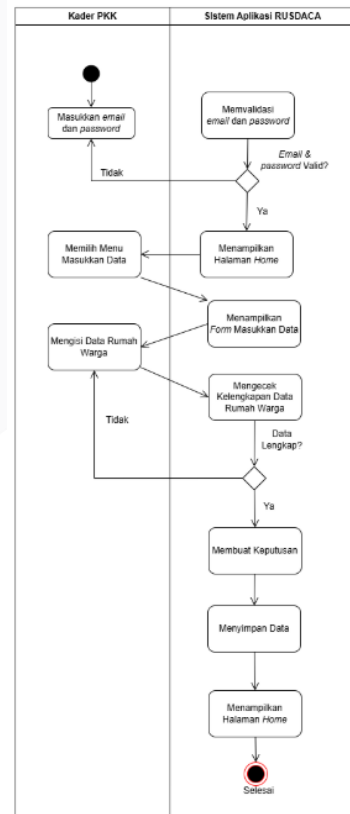 Kader PKK
Sistem Aplikasi RUSDACA
Masukkan email
dan password
Memvalidasi
email dan password
Email &
password Valid?
Tidak
Ya
Memilih Menu
Masukkan Data
Menampilkan
Halaman Home
Menampilkan
Form Masukkan Data
Mengisi Data Rumah
Warga
Mengecek
Kelengkapan Data
Rumah Warga
Tidak
Data
Lengkap?
Ya
Membuat Keputusan
Menyimpan Data
Menampilkan
Halaman Home
Selesai